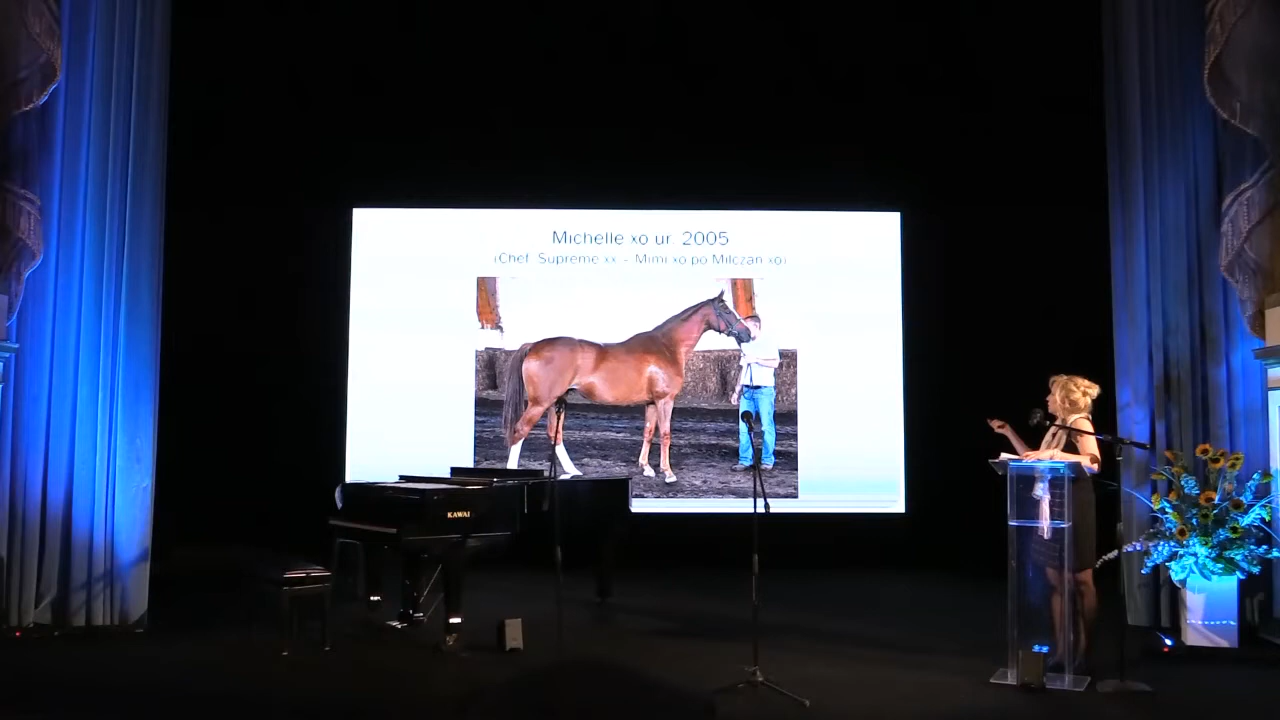 Michelle xo ur. 2005
(Chef Supreme xx - Mimi xo po Milczan xo)
KAWAI